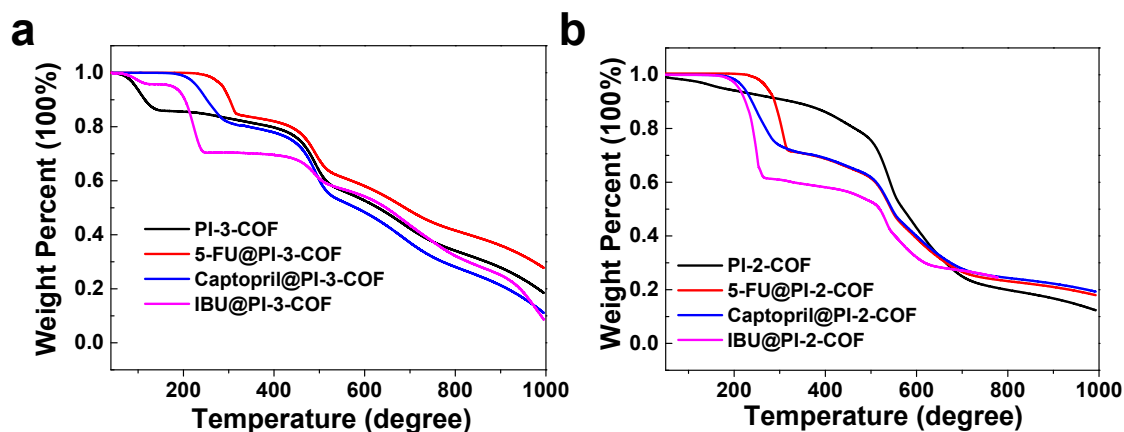 a
1.0
0.8
0.6
0.4
0.2
0.0
Weight Percent (100%)
PI-3-COF
5-FU@PI-3-COF
Captopril@PI-3-COF
IBU@PI-3-COF
200 400 600 800 1000
Temperature (degree)
b
1.0
0.8
0.6
0.4
0.2
0.0
Weight Percent (100%)
PI-2-COF
5-FU@PI-2-COF
Captopril@PI-2-COF
IBU@PI-2-COF
200 400 600 800 1000
Temperature (degree)